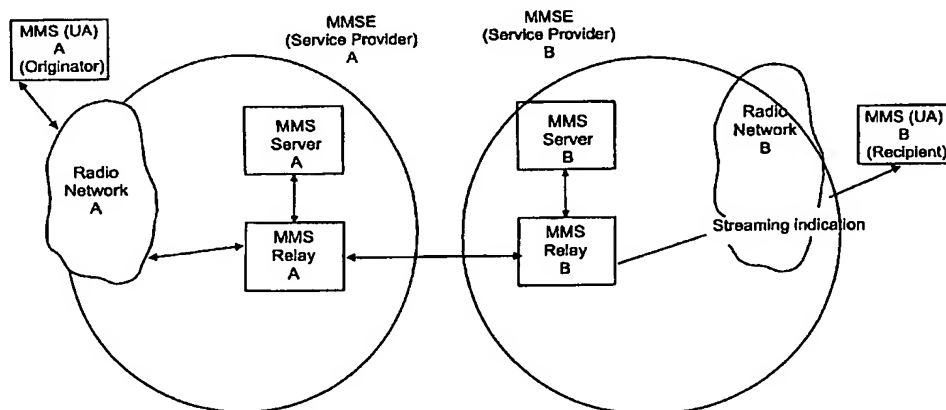 MMS (UA)
A
(Originator)
MMSE
(Service Provider)
A
MMSE
(Service Provider)
B
Radio
Network
A
MMS
Server
A
MMS
Relay
A
MMS
Server
B
MMS
Relay
B
Radio
Network
B
Streaming indication
MMS (UA)
B
(Recipient)